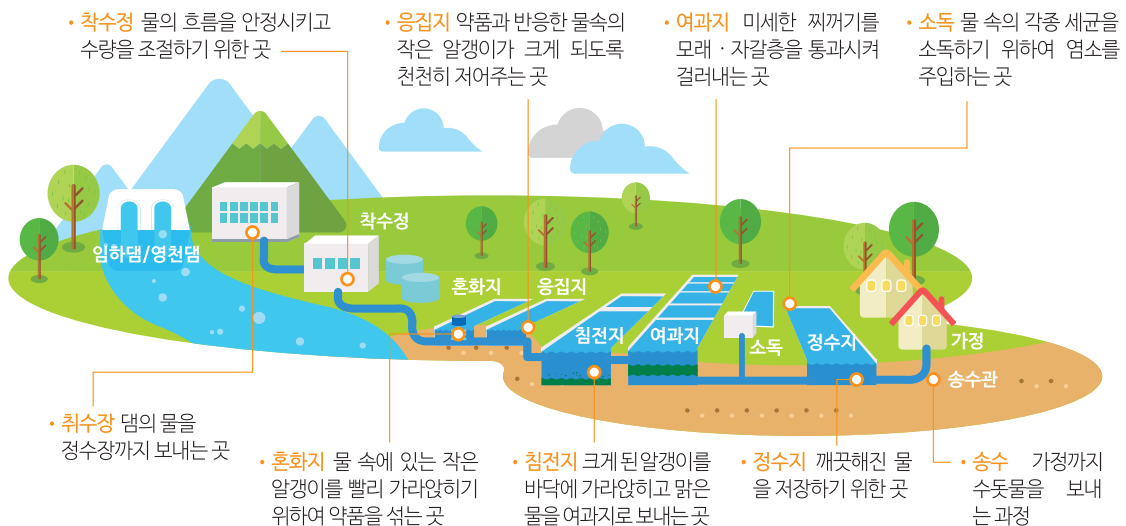 • 착수정 물의 흐름을 안정시키고
수량을 조절하기 위한 곳
• 응집지 약품과 반응한 물속의
작은 알갱이가 크게 되도록
천천히 저어주는 곳
• 여과지 미세한 찌꺼기를
모래 · 자갈층을 통과시켜
걸러내는 곳
• 소독 물 속의 각종 세균을
소독하기 위하여 염소를
주입하는 곳
임하댐/영천댐
착수정
혼화지
응집지
침전지
여과지
소독
정수지
가정
송수관
• 취수장 댐의 물을
정수장까지 보내는 곳
• 혼화지 물 속에 있는 작은
알갱이를 빨리 가라앉히기
위하여 약품을 섞는 곳
• 침전지 크게 된 알갱이를
바닥에 가라앉히고 맑은
물을 여과지로 보내는 곳
• 정수지 깨끗해진 물
을 저장하기 위한 곳
• 송수 가정까지
수돗물을 보내
는 과정